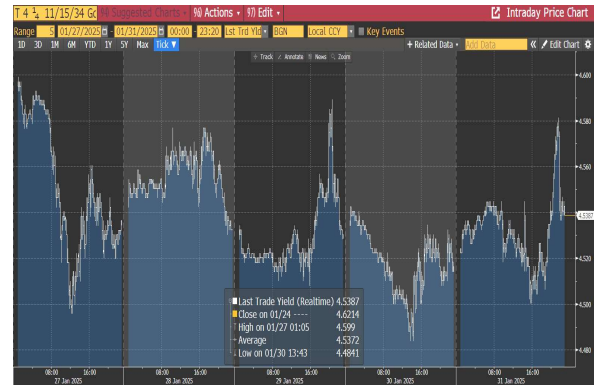 T 4 ¼ 11/15/34 Gc 94) Suggested Charts 96) Actions 97) Edit Intraday Price Chart
Range 5 01/27/2025 - 01/31/2025 00:00 - 23:20 Lst Trd Yld BGN Local CCY Key Events
1D 3D 1M 6M YTD 1Y 5Y Max Tick ▼ + Related Data Add Data « Edit Chart
+ Track Annotate News Zoom
4.600
4.580
4.560
4.5387
4.520
4.500
4.480
Last Trade Yield (Realtime) 4.5387
Close on 01/24 ---- 4.6214
High on 01/27 01:05 4.599
Average 4.5372
Low on 01/30 13:43 4.4841
08:00 16:00 08:00 16:00 08:00 16:00 08:00 16:00 08:00 16:00
27 Jan 2025 28 Jan 2025 29 Jan 2025 30 Jan 2025 31 Jan 2025